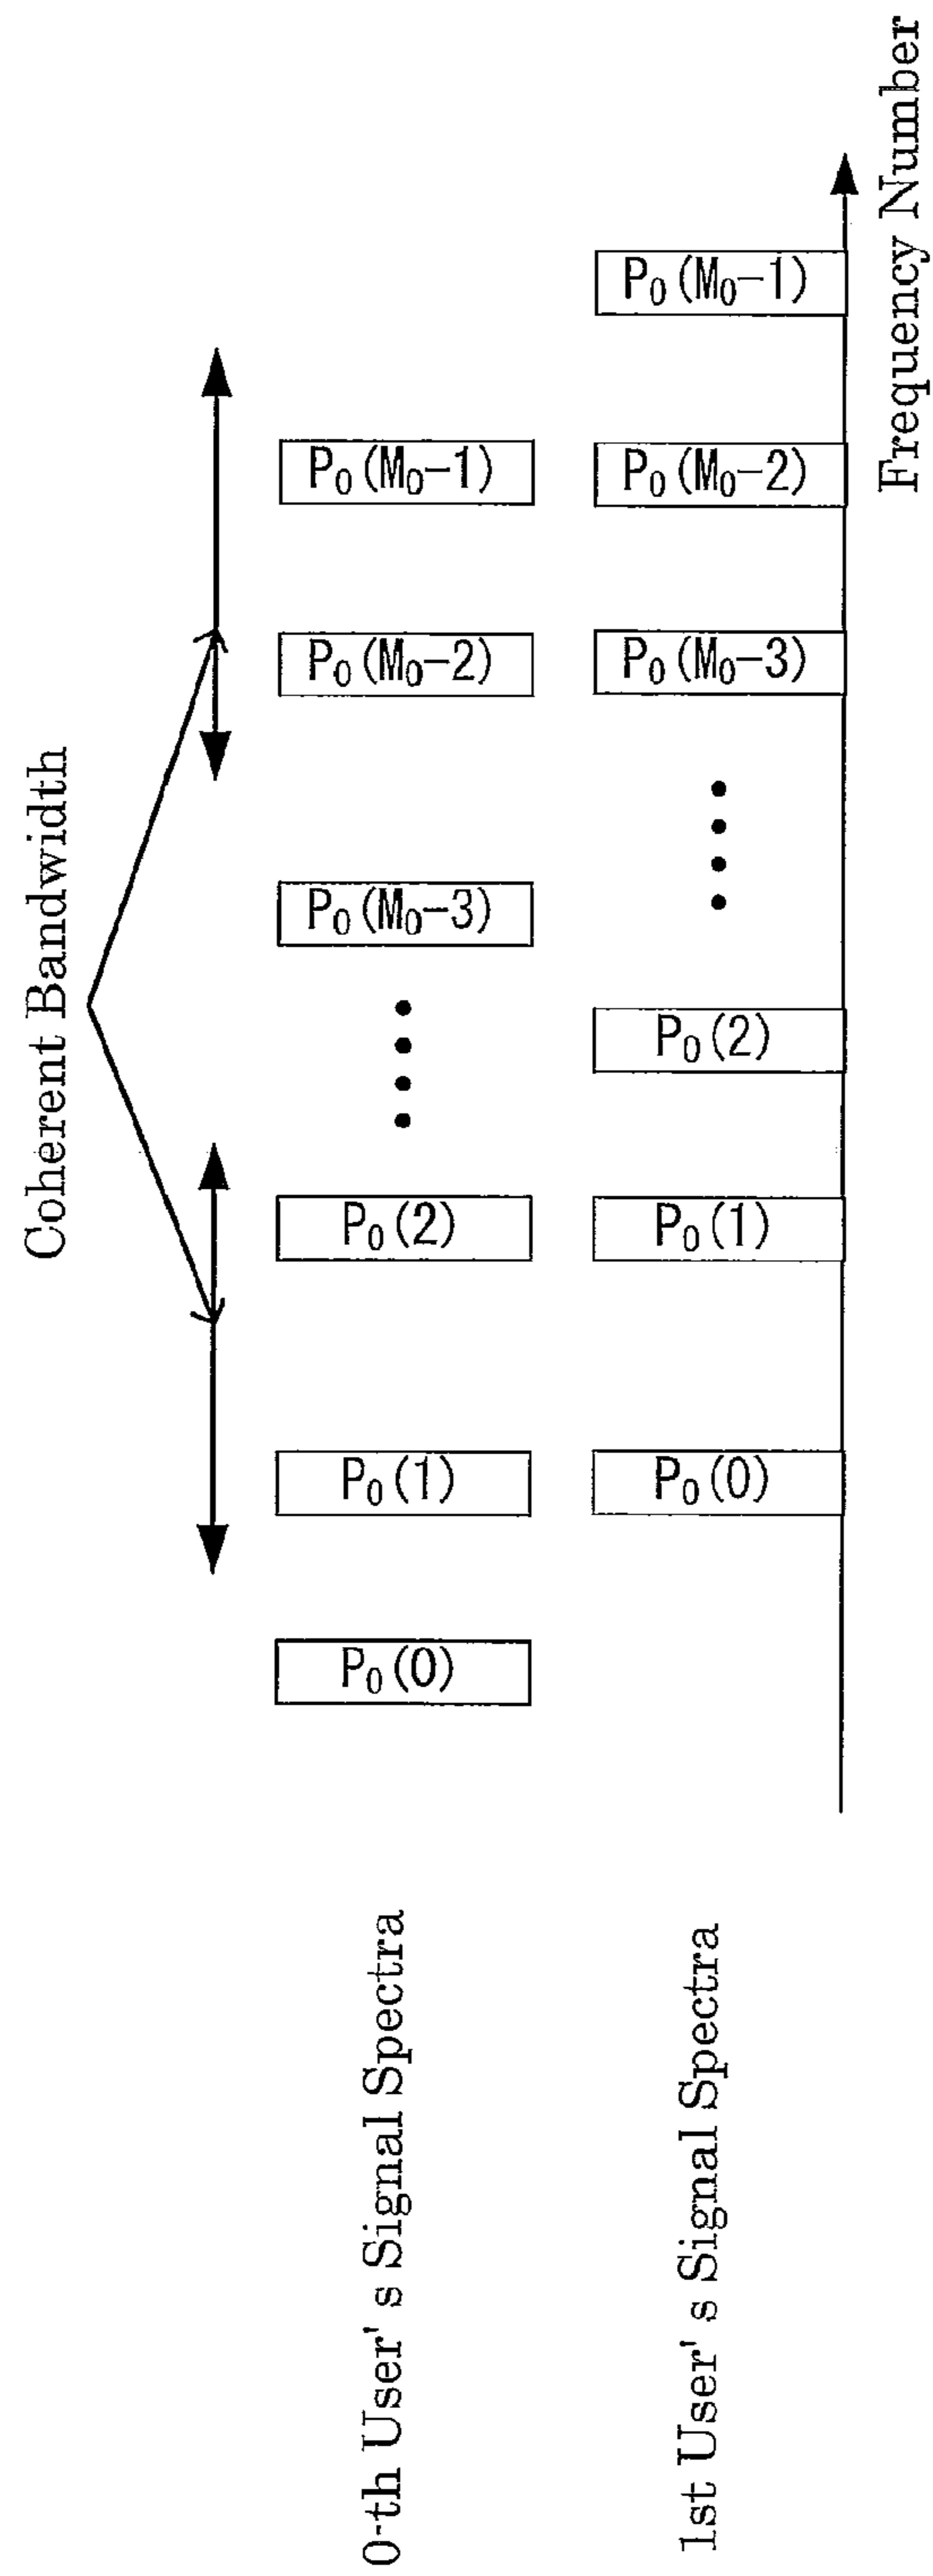 Coherent Bandwidth
0-th User's Signal Spectra
P₀(0)
P₀(1)
P₀(2)
••••
P₀(M₀−3)
P₀(M₀−2)
P₀(M₀−1)
1st User's Signal Spectra
P₀(0)
P₀(1)
P₀(2)
••••
P₀(M₀−3)
P₀(M₀−2)
P₀(M₀−1)
Frequency Number